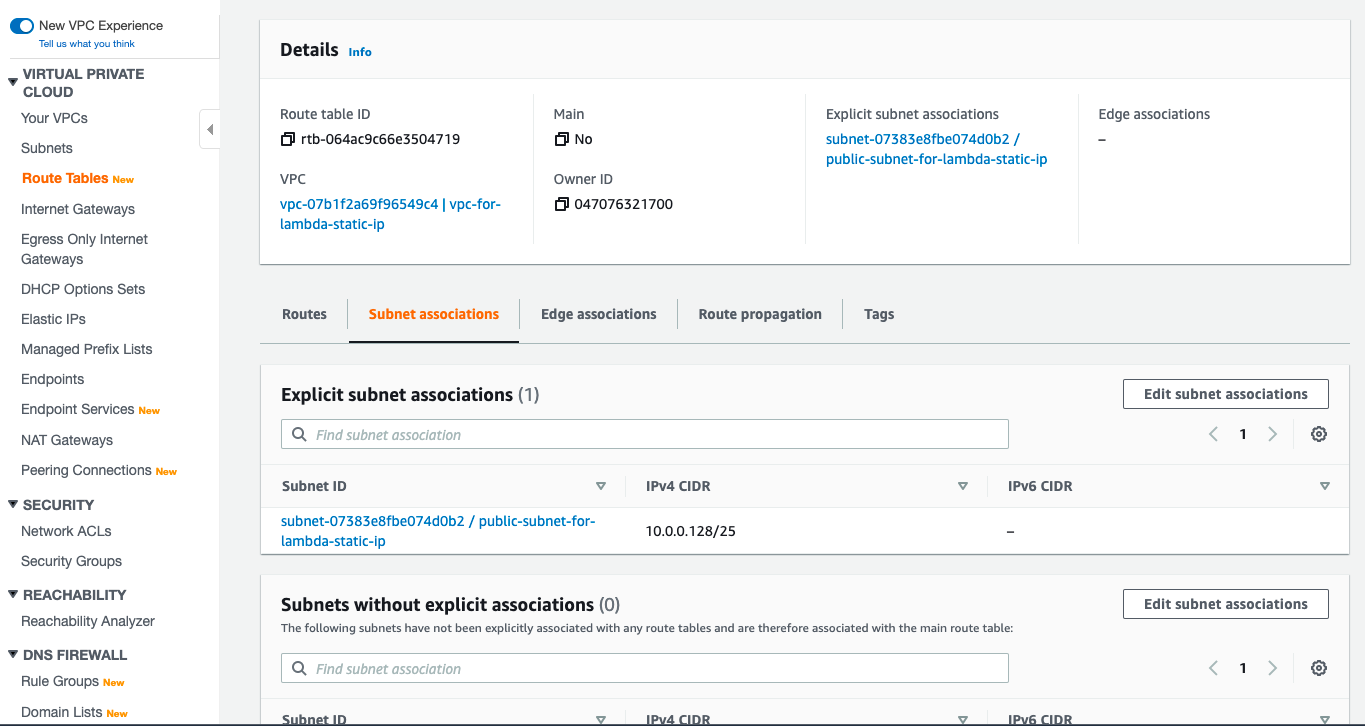 New VPC Experience
Tell us what you think
VIRTUAL PRIVATE
CLOUD
Your VPCs
Subnets
Route Tables New
Internet Gateways
Egress Only Internet
Gateways
DHCP Options Sets
Elastic IPs
Managed Prefix Lists
Endpoints
Endpoint Services New
NAT Gateways
Peering Connections New
SECURITY
Network ACLs
Security Groups
REACHABILITY
Reachability Analyzer
DNS FIREWALL
Rule Groups New
Domain Lists New
Details Info
Route table ID
rtb-064ac9c66e3504719
VPC
vpc-07b1f2a69f96549c4 | vpc-for-
lambda-static-ip
Main
No
Owner ID
047076321700
Explicit subnet associations
subnet-07383e8fbe074d0b2 /
public-subnet-for-lambda-static-ip
Edge associations
–
Routes Subnet associations Edge associations Route propagation Tags
Explicit subnet associations (1)
Edit subnet associations
Find subnet association
1
Subnet ID IPv4 CIDR IPv6 CIDR
subnet-07383e8fbe074d0b2 / public-subnet-for-
lambda-static-ip
10.0.0.128/25
–
Subnets without explicit associations (0)
Edit subnet associations
The following subnets have not been explicitly associated with any route tables and are therefore associated with the main route table:
Find subnet association
1
Subnet ID IPv4 CIDR IPv6 CIDR